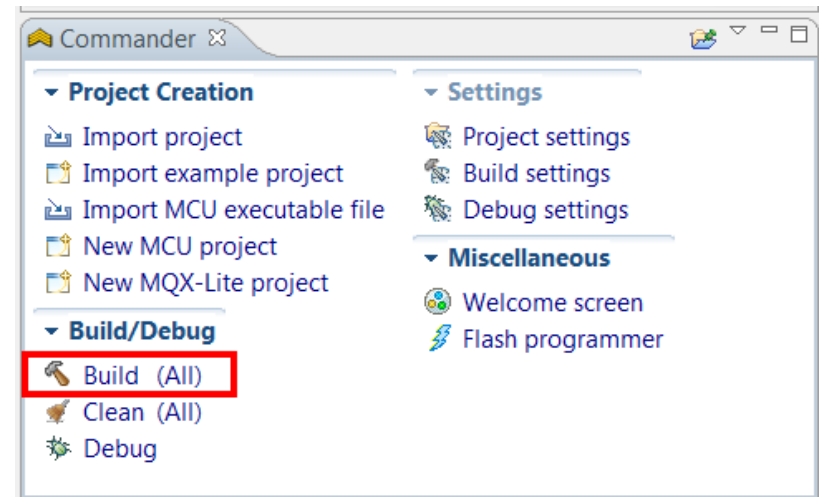 Commander
Project Creation
Import project
Import example project
Import MCU executable file
New MCU project
New MQX-Lite project
Build/Debug
Build (All)
Clean (All)
Debug
Settings
Project settings
Build settings
Debug settings
Miscellaneous
Welcome screen
Flash programmer